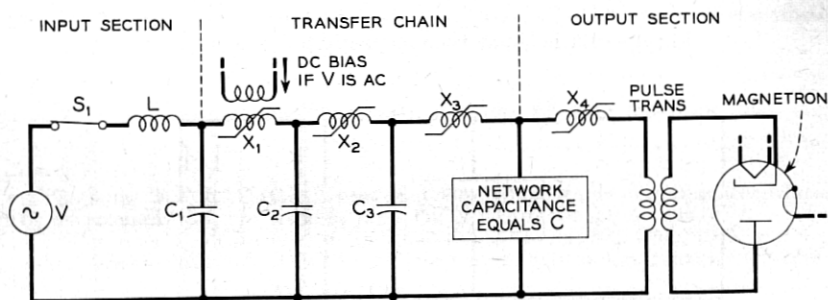 INPUT SECTION
TRANSFER CHAIN
OUTPUT SECTION
DC BIAS
IF V IS AC
S1
L
X1
X2
X3
X4
PULSE
TRANS
MAGNETRON
V
C1
C2
C3
NETWORK
CAPACITANCE
EQUALS C